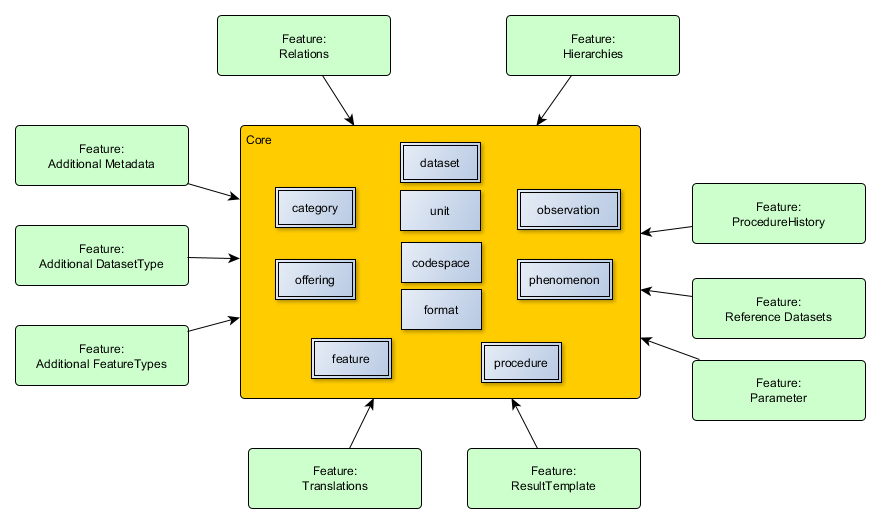 Feature:
Relations
Feature:
Hierarchies
Feature:
Additional Metadata
Core
dataset
category
unit
observation
Feature:
ProcedureHistory
Feature:
Additional DatasetType
codespace
offering
phenomenon
format
Feature:
Reference Datasets
Feature:
Additional FeatureTypes
feature
procedure
Feature:
Parameter
Feature:
Translations
Feature:
ResultTemplate